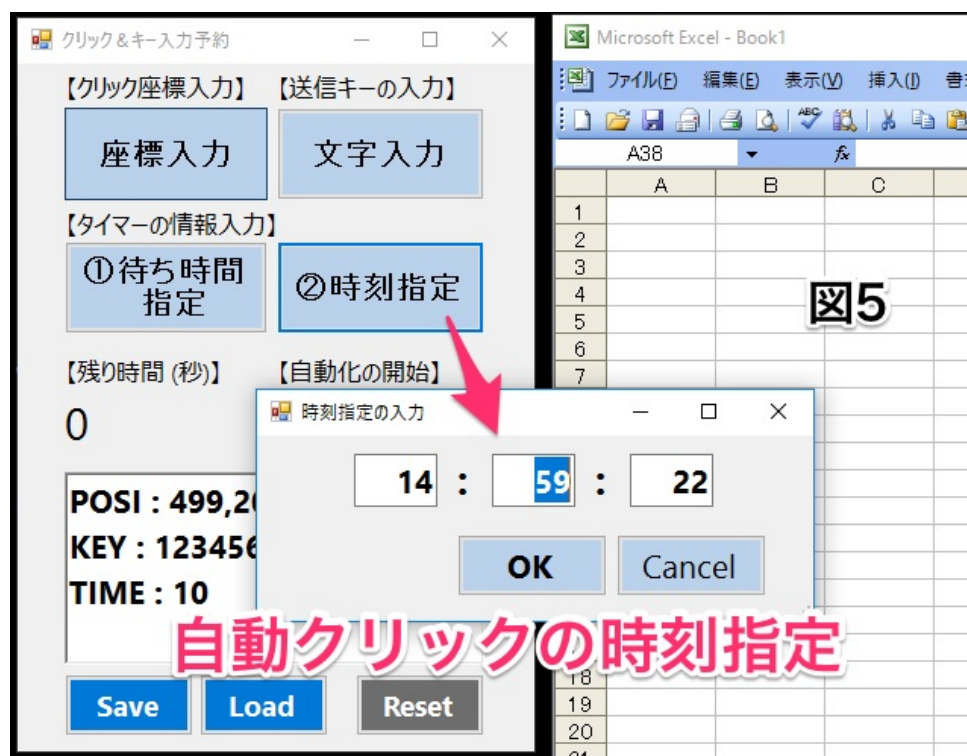 クリック＆キー入力予約
【クリック座標入力】 【送信キーの入力】
座標入力 文字入力
【タイマーの情報入力】
①待ち時間
指定
②時刻指定
【残り時間 (秒)】 【自動化の開始】
0
POSI : 499,2
KEY : 123456
TIME : 10
Save Load Reset
時刻指定の入力
14 : 59 : 22
OK Cancel
自動クリックの時刻指定
Microsoft Excel - Book1
ファイル(F) 編集(E) 表示(V) 挿入(I) 書
ABC
A38 fx
A B C
1
2
3
4
図5
5
6
7
18
19
20